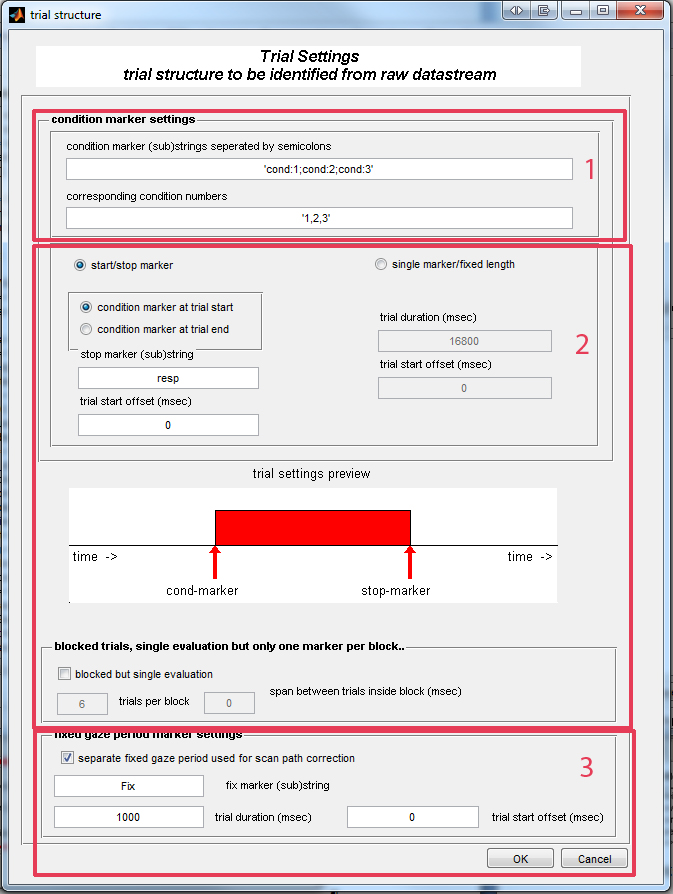 trial structure
Trial Settings
trial structure to be identified from raw datastream
condition marker settings
condition marker (sub)strings seperated by semicolons
'cond:1;cond:2;cond:3'
1
corresponding condition numbers
'1,2,3'
start/stop marker
single marker/fixed length
condition marker at trial start
condition marker at trial end
trial duration (msec)
16800
2
stop marker (sub)string
trial start offset (msec)
resp
0
trial start offset (msec)
0
trial settings preview
time -> time ->
cond-marker stop-marker
blocked trials, single evaluation but only one marker per block..
blocked but single evaluation
6 trials per block 0 span between trials inside block (msec)
fixed gaze period marker settings
separate fixed gaze period used for scan path correction
3
Fix fix marker (sub)string
1000 trial duration (msec) 0 trial start offset (msec)
OK Cancel